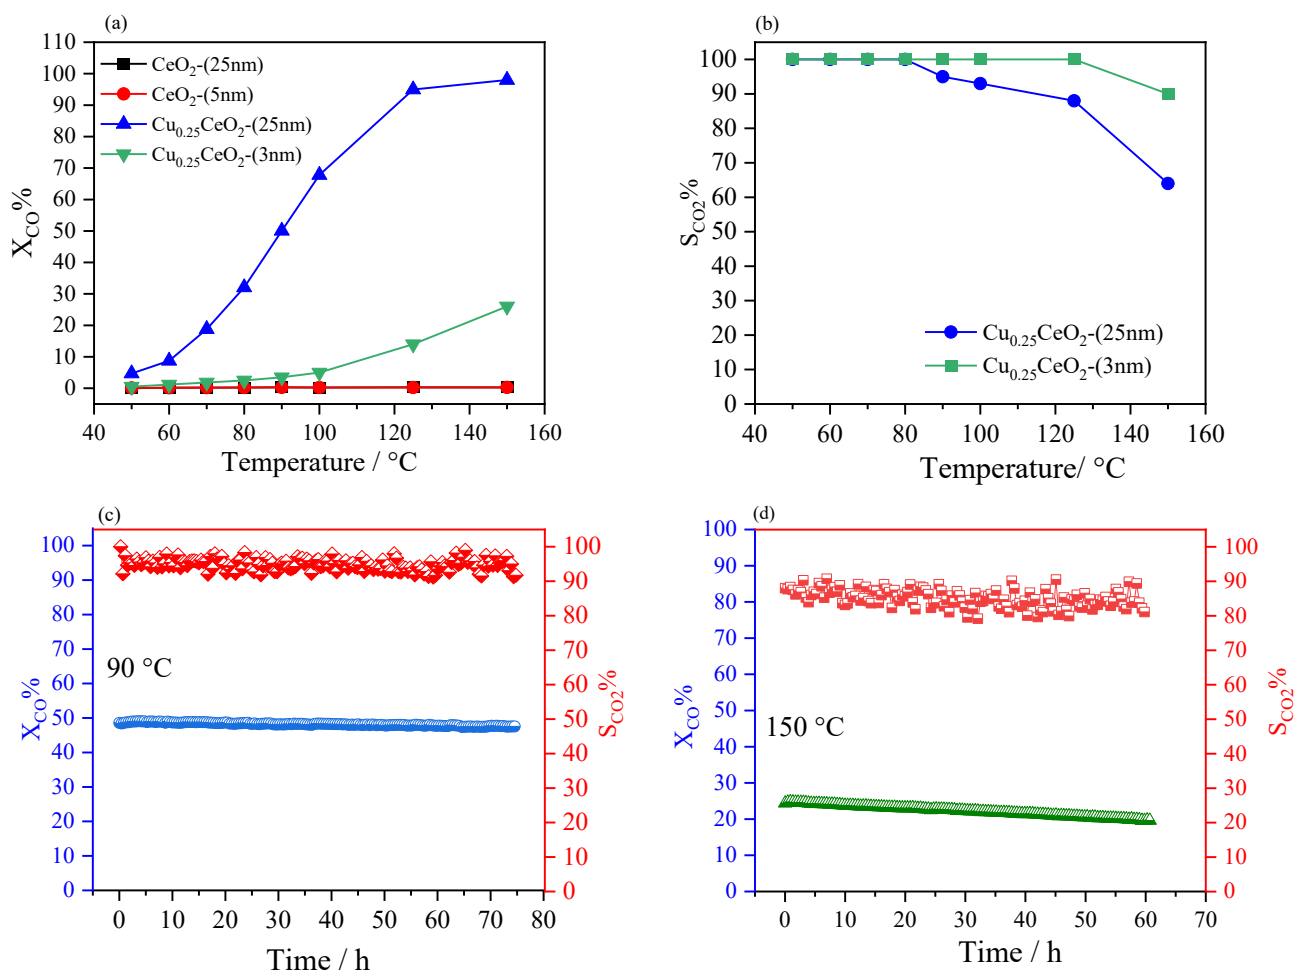 (a)
110
100
90
80
70
60
50
40
30
20
10
0
X_CO%
CeO2-(25nm)
CeO2-(5nm)
Cu0.25CeO2-(25nm)
Cu0.25CeO2-(3nm)
40 60 80 100 120 140 160
Temperature / °C
(b)
100
90
80
70
60
50
40
30
20
10
0
S_CO2%
Cu0.25CeO2-(25nm)
Cu0.25CeO2-(3nm)
40 60 80 100 120 140 160
Temperature/ °C
(c)
100
90
80
70
60
50
40
30
20
10
0
X_CO%
90 °C
100
90
80
70
60
50
40
30
20
10
0
S_CO2%
0 10 20 30 40 50 60 70 80
Time / h
(d)
100
90
80
70
60
50
40
30
20
10
0
X_CO%
150 °C
100
90
80
70
60
50
40
30
20
10
0
S_CO2%
0 10 20 30 40 50 60 70
Time / h